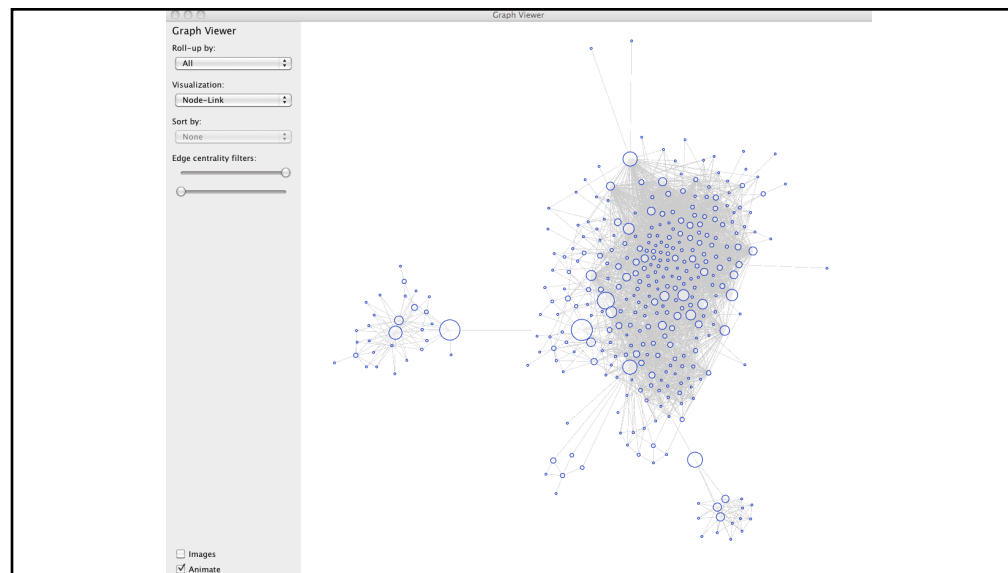 Graph Viewer
Graph Viewer
Roll-up by:
All
Visualization:
Node-Link
Sort by:
None
Edge centrality filters:
Images
Animate